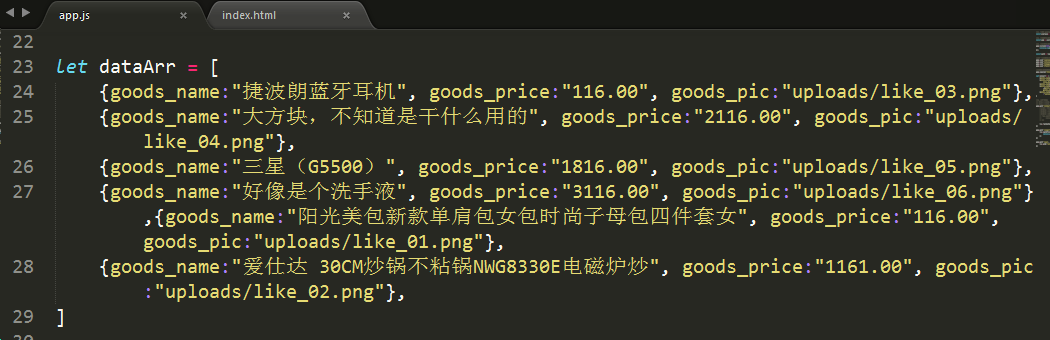 app.js × index.html ×
22
23 let dataArr = [
24 {goods_name:"捷波朗蓝牙耳机", goods_price:"116.00", goods_pic:"uploads/like_03.png"},
25 {goods_name:"大方块，不知道是干什么用的", goods_price:"2116.00", goods_pic:"uploads/
like_04.png"},
26 {goods_name:"三星（G5500）", goods_price:"1816.00", goods_pic:"uploads/like_05.png"},
27 {goods_name:"好像是个洗手液", goods_price:"3116.00", goods_pic:"uploads/like_06.png"}
,{goods_name:"阳光美包新款单肩包女包时尚子母包四件套女", goods_price:"116.00",
goods_pic:"uploads/like_01.png"},
28 {goods_name:"爱仕达 30CM炒锅不粘锅NWG8330E电磁炉炒", goods_price:"1161.00", goods_pic
:"uploads/like_02.png"},
29 ]